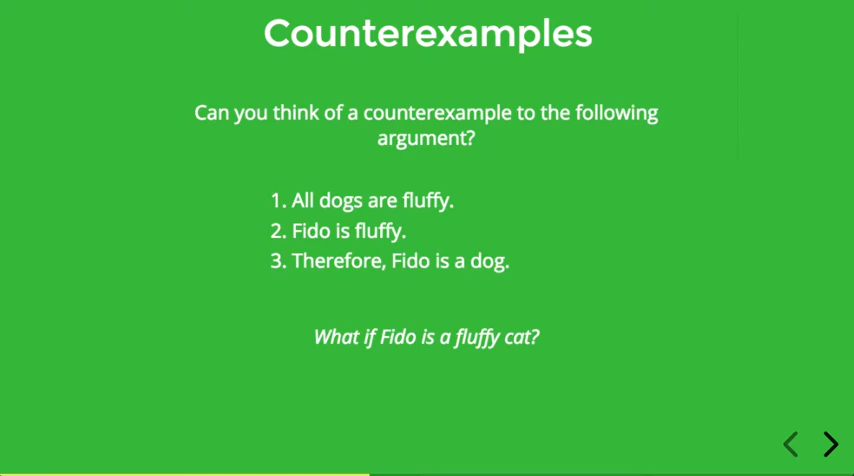 Counterexamples
Can you think of a counterexample to the following
argument?
1. All dogs are fluffy.
2. Fido is fluffy.
3. Therefore, Fido is a dog.
What if Fido is a fluffy cat?